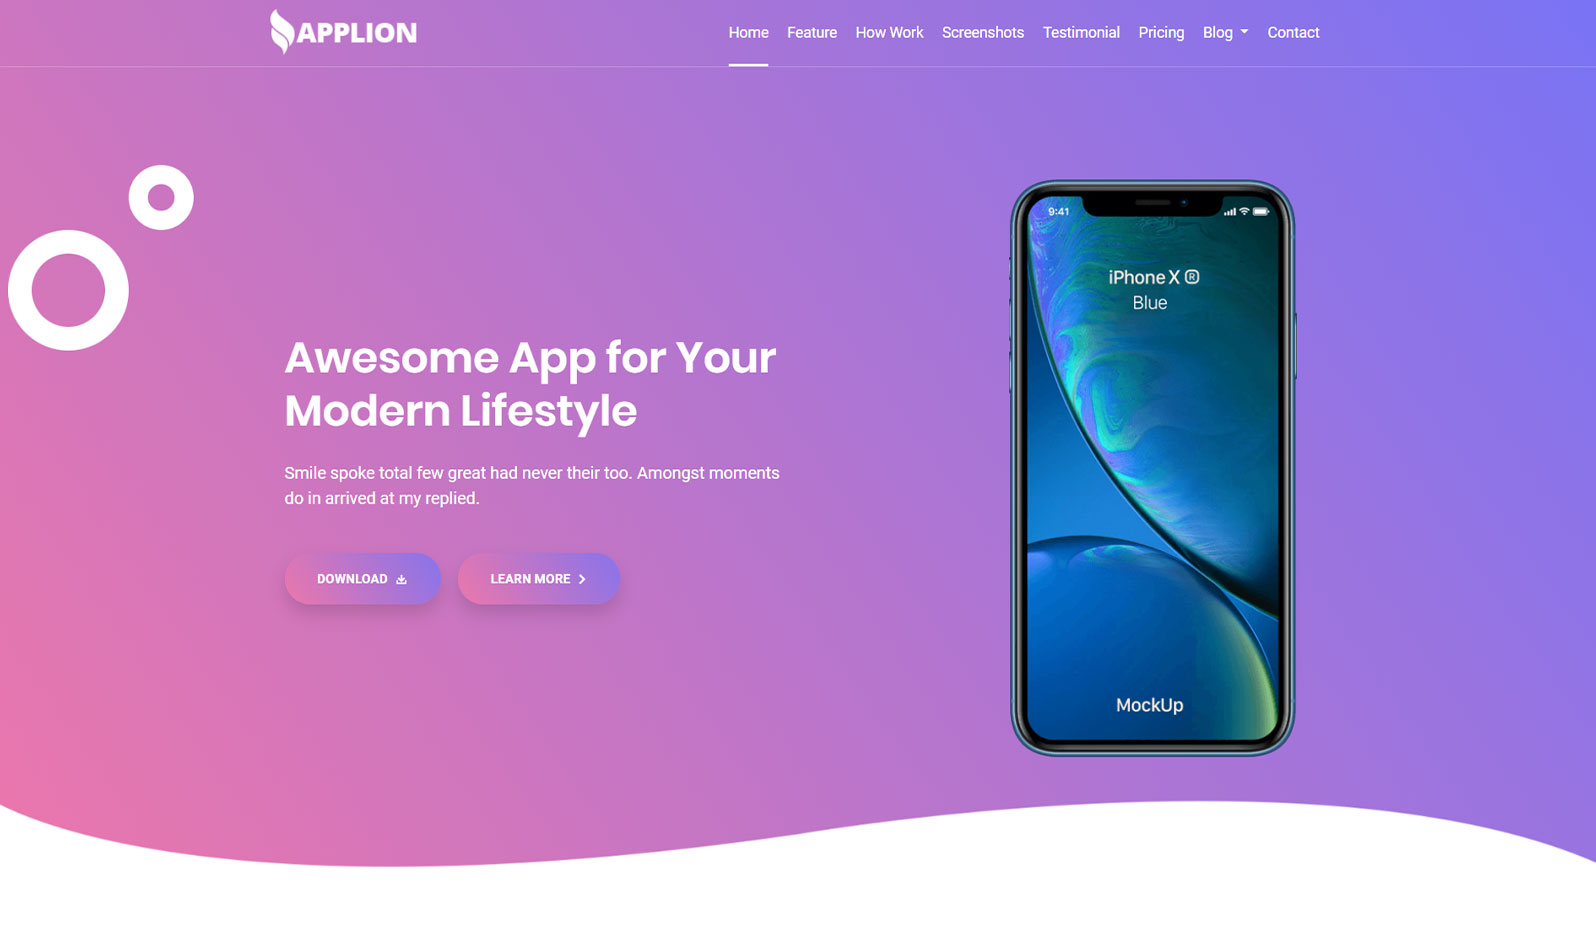 APPLION
Home Feature How Work Screenshots Testimonial Pricing Blog Contact
Awesome App for Your
Modern Lifestyle
Smile spoke total few great had never their too. Amongst moments
do in arrived at my replied.
DOWNLOAD LEARN MORE
9:41
iPhone X R
Blue
MockUp